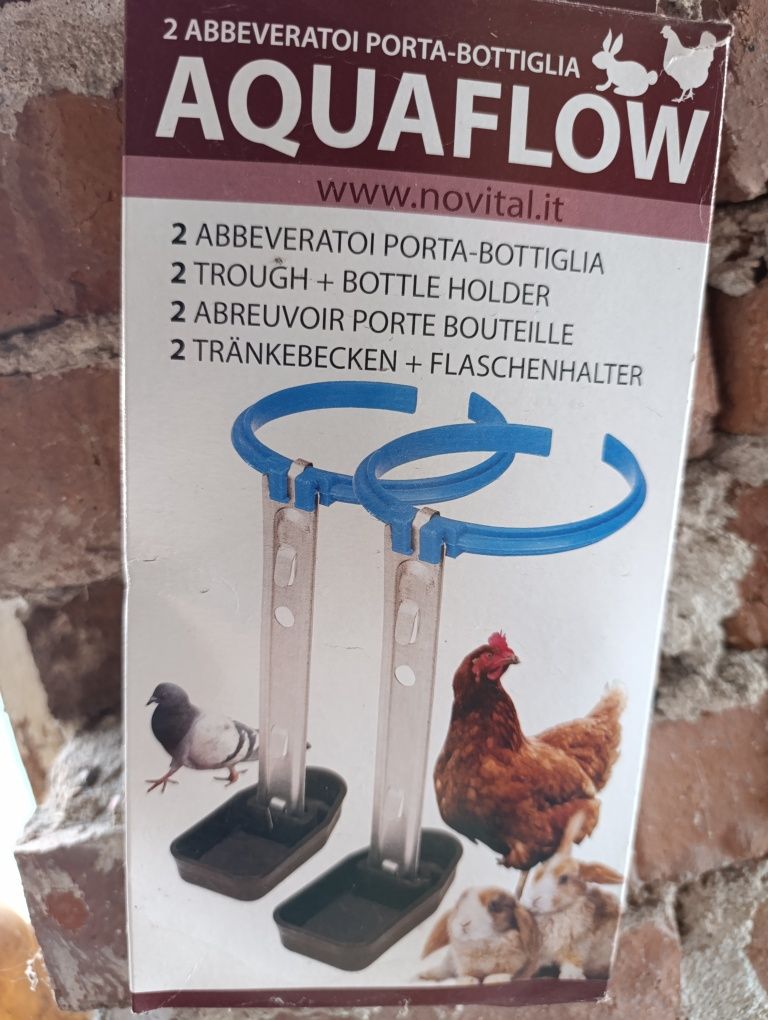 2 ABBEVERATOI PORTA-BOTTIGLIA
AQUAFLOW
www.novital.it
2 ABBEVERATOI PORTA-BOTTIGLIA
2 TROUGH + BOTTLE HOLDER
2 ABREUVOIR PORTE BOUTEILLE
2 TRÄNKEBECKEN + FLASCHENHALTER